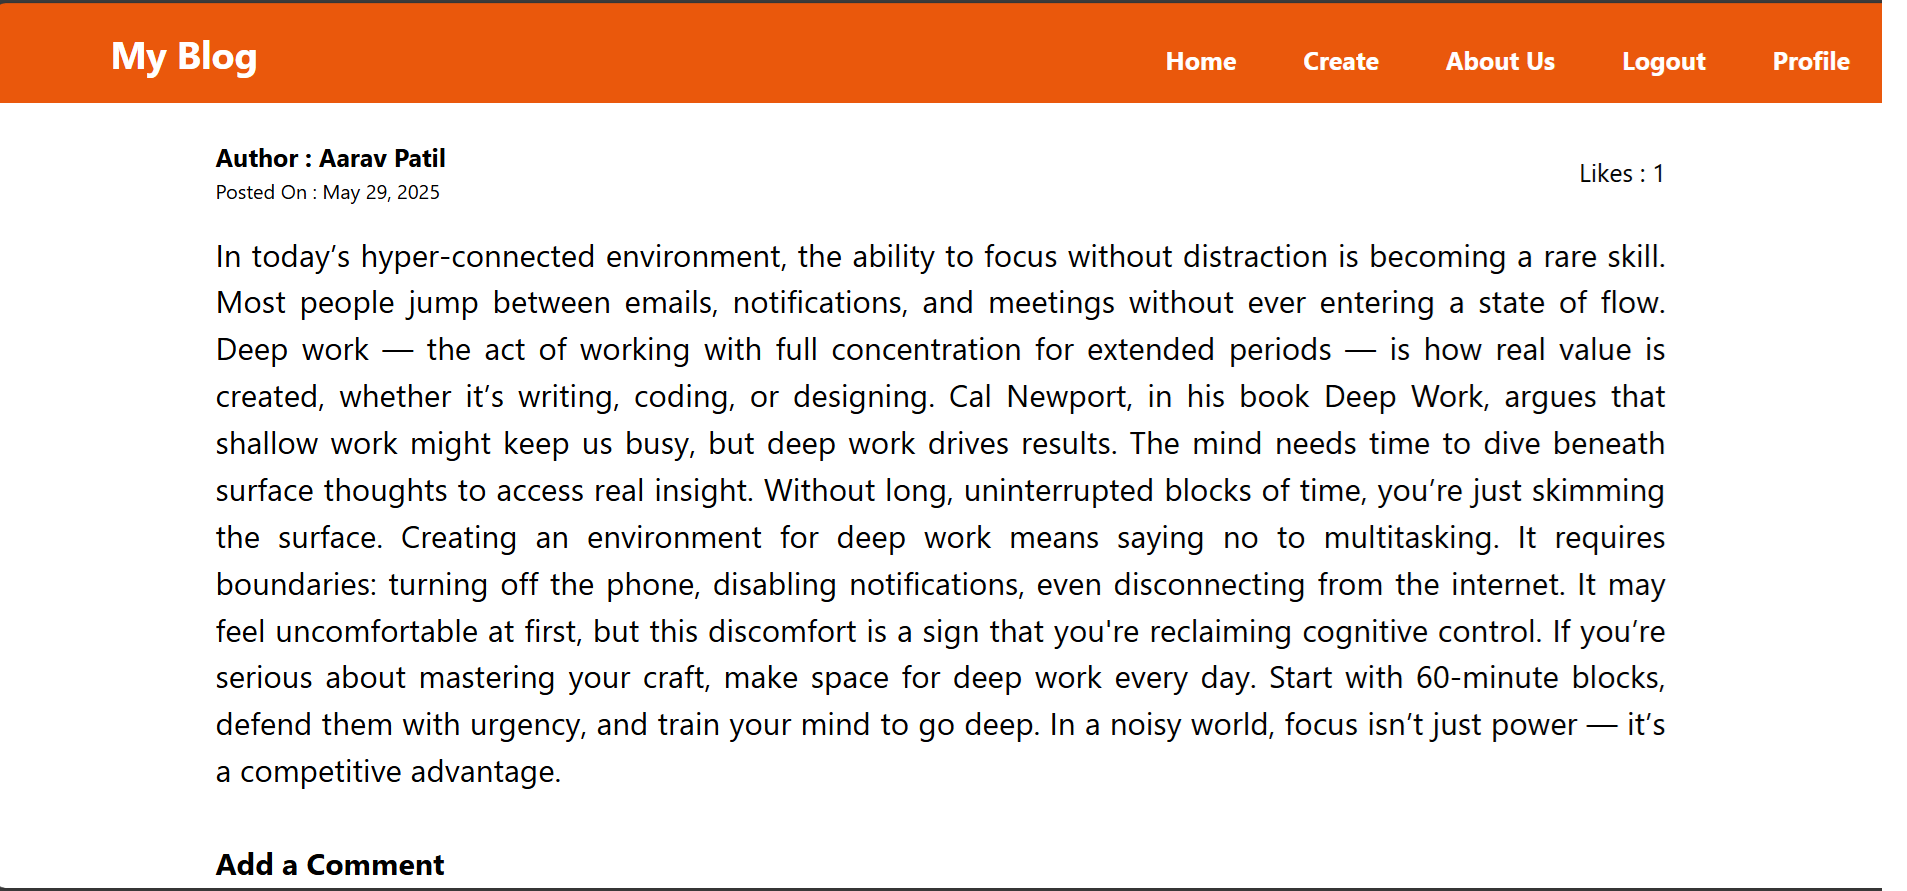 My Blog
Home Create About Us Logout Profile
Author : Aarav Patil
Likes : 1
Posted On : May 29, 2025
In today’s hyper-connected environment, the ability to focus without distraction is becoming a rare skill.
Most people jump between emails, notifications, and meetings without ever entering a state of flow.
Deep work — the act of working with full concentration for extended periods — is how real value is
created, whether it’s writing, coding, or designing. Cal Newport, in his book Deep Work, argues that
shallow work might keep us busy, but deep work drives results. The mind needs time to dive beneath
surface thoughts to access real insight. Without long, uninterrupted blocks of time, you’re just skimming
the surface. Creating an environment for deep work means saying no to multitasking. It requires
boundaries: turning off the phone, disabling notifications, even disconnecting from the internet. It may
feel uncomfortable at first, but this discomfort is a sign that you're reclaiming cognitive control. If you’re
serious about mastering your craft, make space for deep work every day. Start with 60-minute blocks,
defend them with urgency, and train your mind to go deep. In a noisy world, focus isn’t just power — it’s
a competitive advantage.
Add a Comment